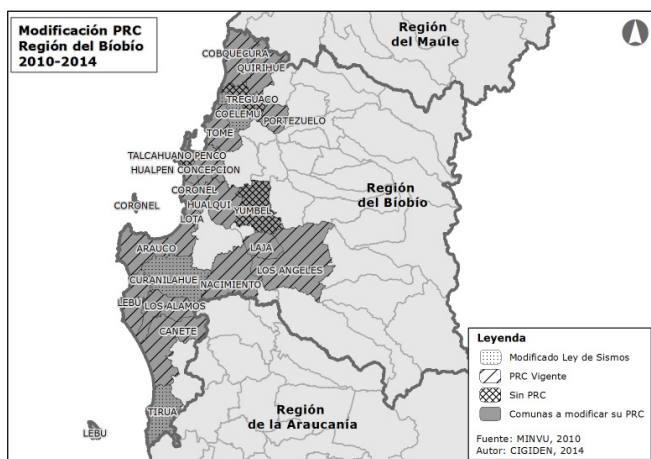 Modificación PRC
Región del Bíobío
2010-2014
Región
del Maule
COBQUECURA
QUIRIHUE
TREGUACO
COELEMU
PORTEZUELO
TOME
TALCAHUANO PENCO
HUALPEN CONCEPCION
CORONEL
CORONEL
HUALQUI
YUMBEL
LOTA
Región
del Bíobío
ARAUCO
LAJA
LOS ANGELES
CURANILAHUE
NACIMIENTO
LEBU
LOS ALAMOS
CAÑETE
TIRUA
LEBU
Región
de la Araucanía
Leyenda
Modificado Ley de Sismos
PRC Vigente
Sin PRC
Comunas a modificar su PRC
Fuente: MINVU, 2010
Autor: CIGIDEN, 2014